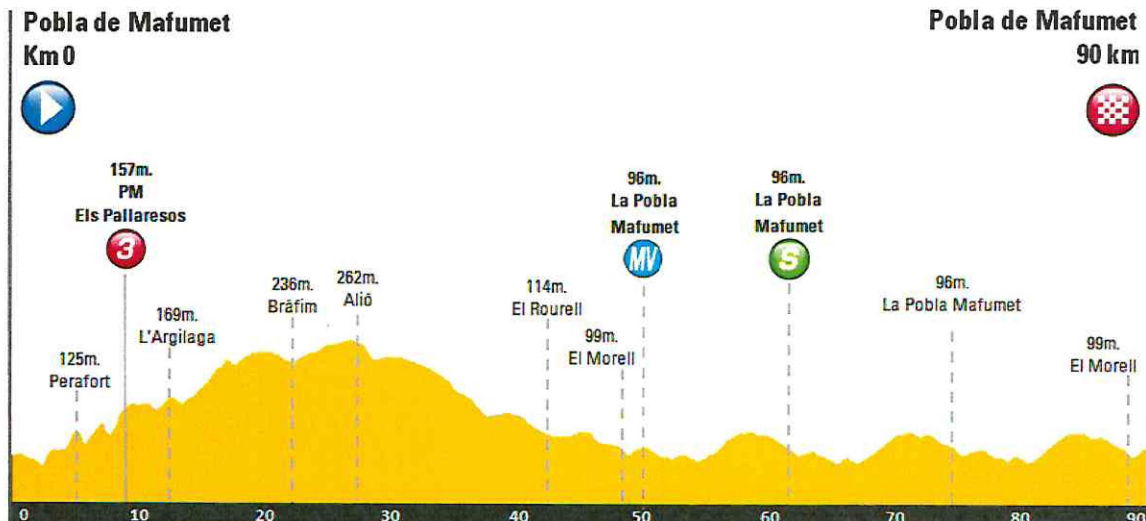 Pobla de Mafumet
Km 0
Pobla de Mafumet
90 km
157m.
PM
Els Pallaresos
3
96m.
La Pobla
Mafumet
MV
96m.
La Pobla
Mafumet
S
125m.
Perafort
169m.
L'Argilaga
236m.
Bràfim
262m.
Alió
114m.
El Rourell
99m.
El Morell
96m.
La Pobla Mafumet
99m.
El Morell
0 10 20 30 40 50 60 70 80 90